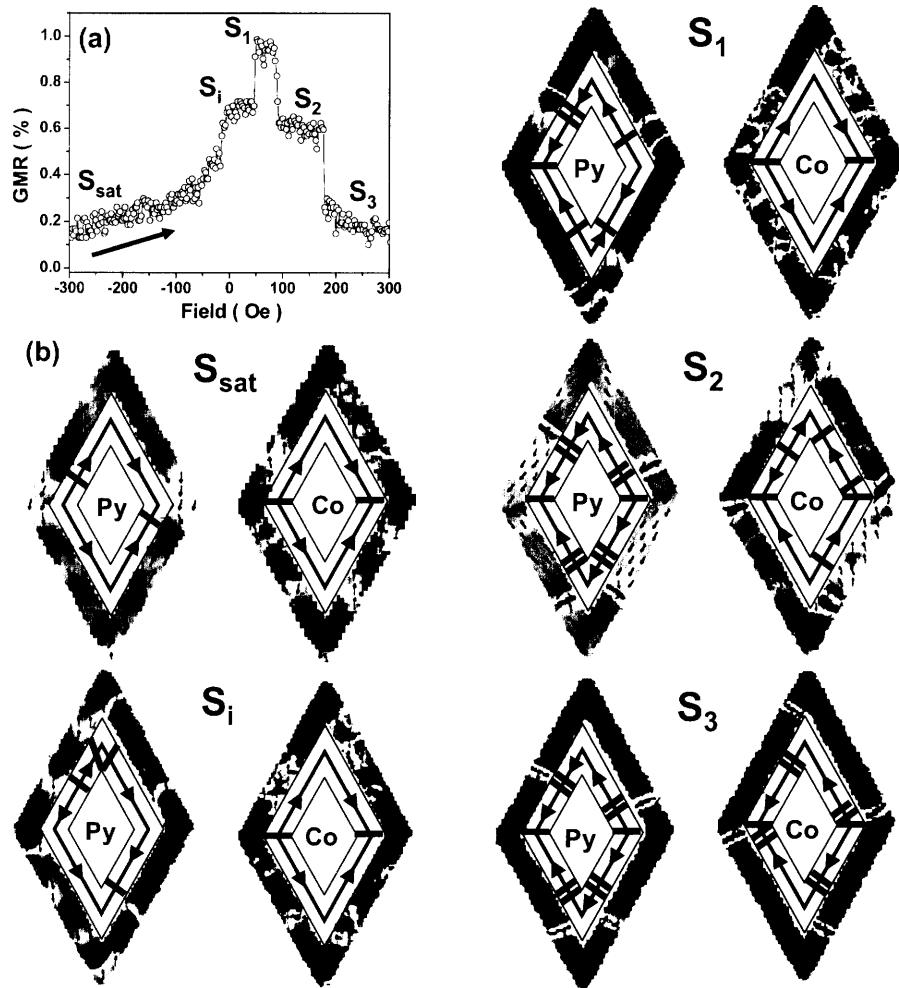 (a)
S1
Si
S2
Ssat
S3
GMR ( % )
1.0
0.8
0.6
0.4
0.2
0.0
-300 -200 -100 0 100 200 300
Field ( Oe )
S1
Py Co
(b)
Ssat
Py Co
S2
Py Co
Si
Py Co
S3
Py Co